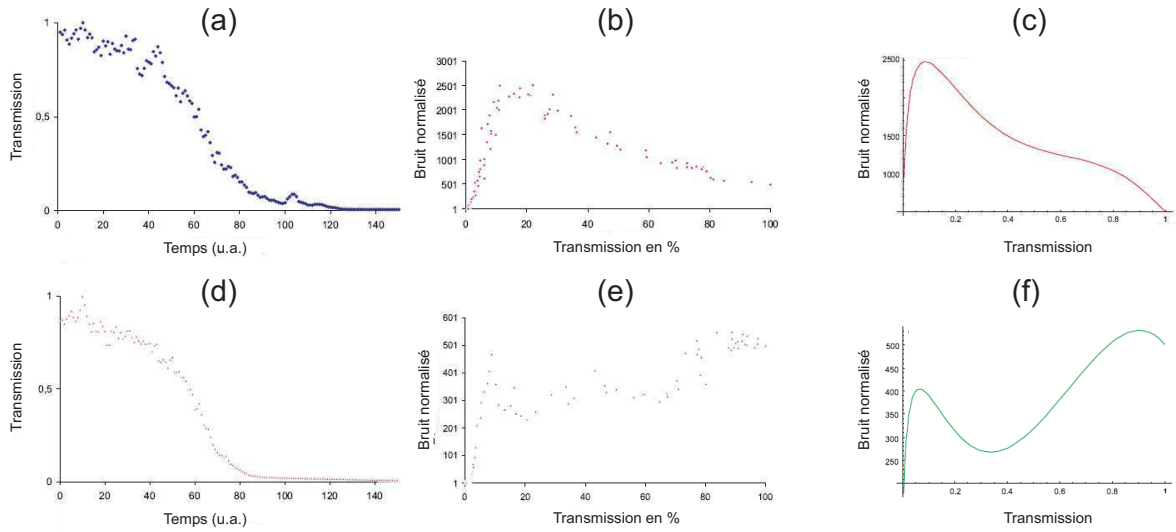 (a)
1
0,5
0
Transmission
0 20 40 60 80 100 120 140
Temps (u.a.)
(b)
3001
2501
2001
1501
1001
501
1
Bruit normalisé
0 20 40 60 80 100
Transmission en %
(c)
2500
1500
1000
Bruit normalisé
0.2 0.4 0.6 0.8 1
Transmission
(d)
1
0,5
0
Transmission
0 20 40 60 80 100 120 140
Temps (u.a.)
(e)
601
501
401
301
201
101
1
Bruit normalisé
0 20 40 60 80 100
Transmission en %
(f)
500
450
400
350
300
250
Bruit normalisé
0.2 0.4 0.6 0.8 1
Transmission